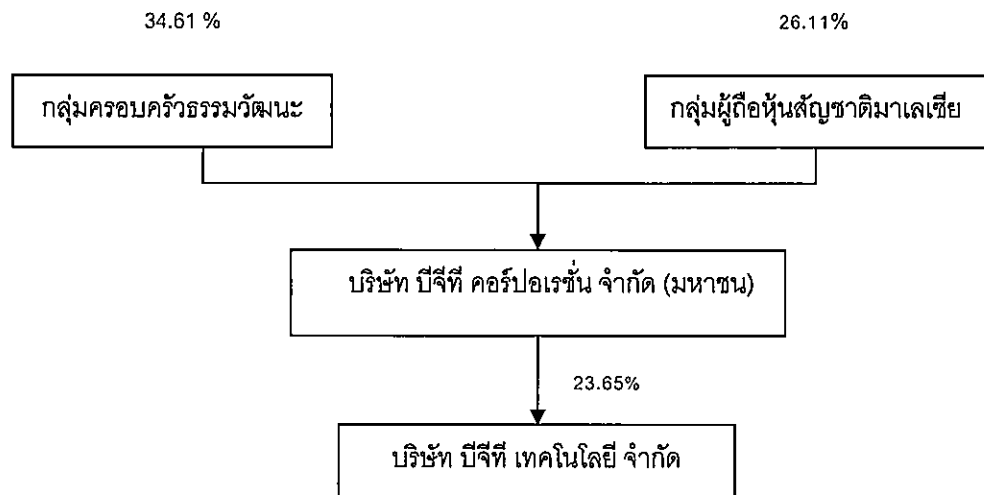 34.61 %
26.11%
กลุ่มครอบครัวธรรมวัฒนะ
กลุ่มผู้ถือหุ้นสัญชาติมาเลเซีย
บริษัท บีจีที คอร์ปอเรชั่น จำกัด (มหาชน)
23.65%
บริษัท บีจีที เทคโนโลยี จำกัด